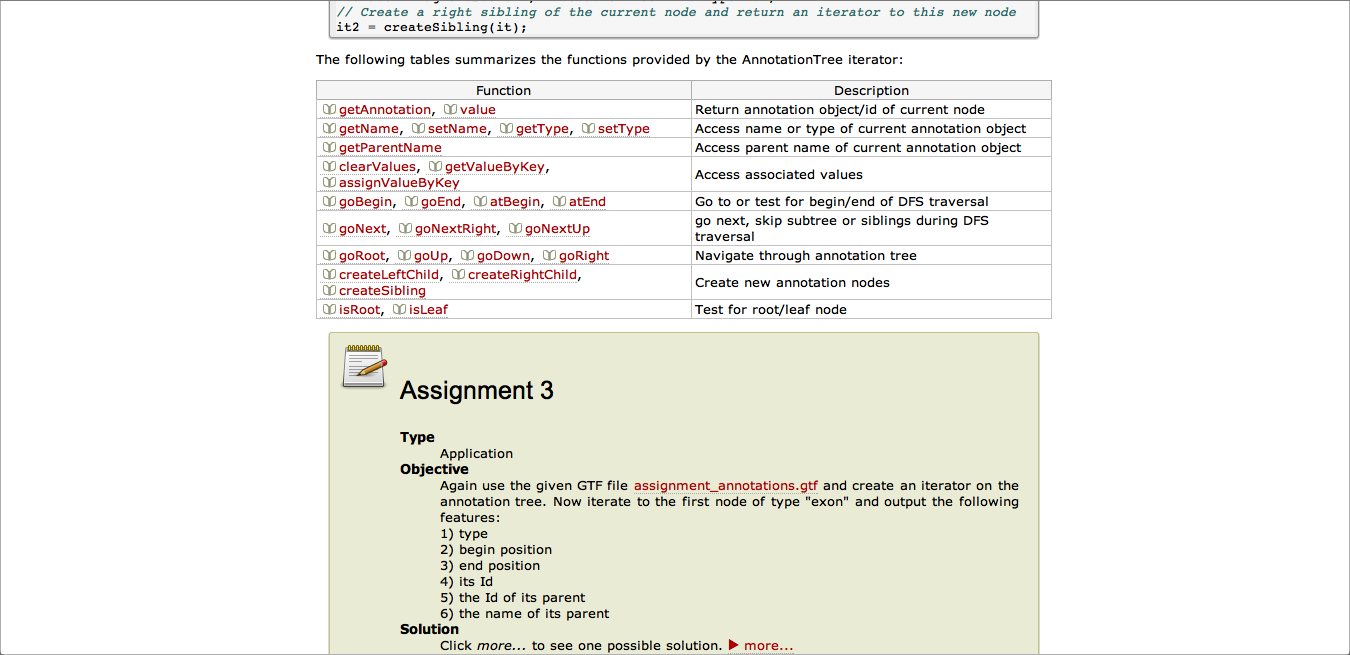 // Create a right sibling of the current node and return an iterator to this new node
it2 = createSibling(it);
The following tables summarizes the functions provided by the AnnotationTree iterator:
Function Description
getAnnotation, value Return annotation object/id of current node
getName, setName, getType, setType Access name or type of current annotation object
getParentName Access parent name of current annotation object
clearValues, getValueByKey,
assignValueByKey
Access associated values
goBegin, goEnd, atBegin, atEnd Go to or test for begin/end of DFS traversal
goNext, goNextRight, goNextUp
go next, skip subtree or siblings during DFS
traversal
goRoot, goUp, goDown, goRight Navigate through annotation tree
createLeftChild, createRightChild,
createSibling
Create new annotation nodes
isRoot, isLeaf Test for root/leaf node
Assignment 3
Type
Application
Objective
Again use the given GTF file assignment_annotations.gtf and create an iterator on the
annotation tree. Now iterate to the first node of type "exon" and output the following
features:
1) type
2) begin position
3) end position
4) its Id
5) the Id of its parent
6) the name of its parent
Solution
Click more... to see one possible solution. ▶ more...